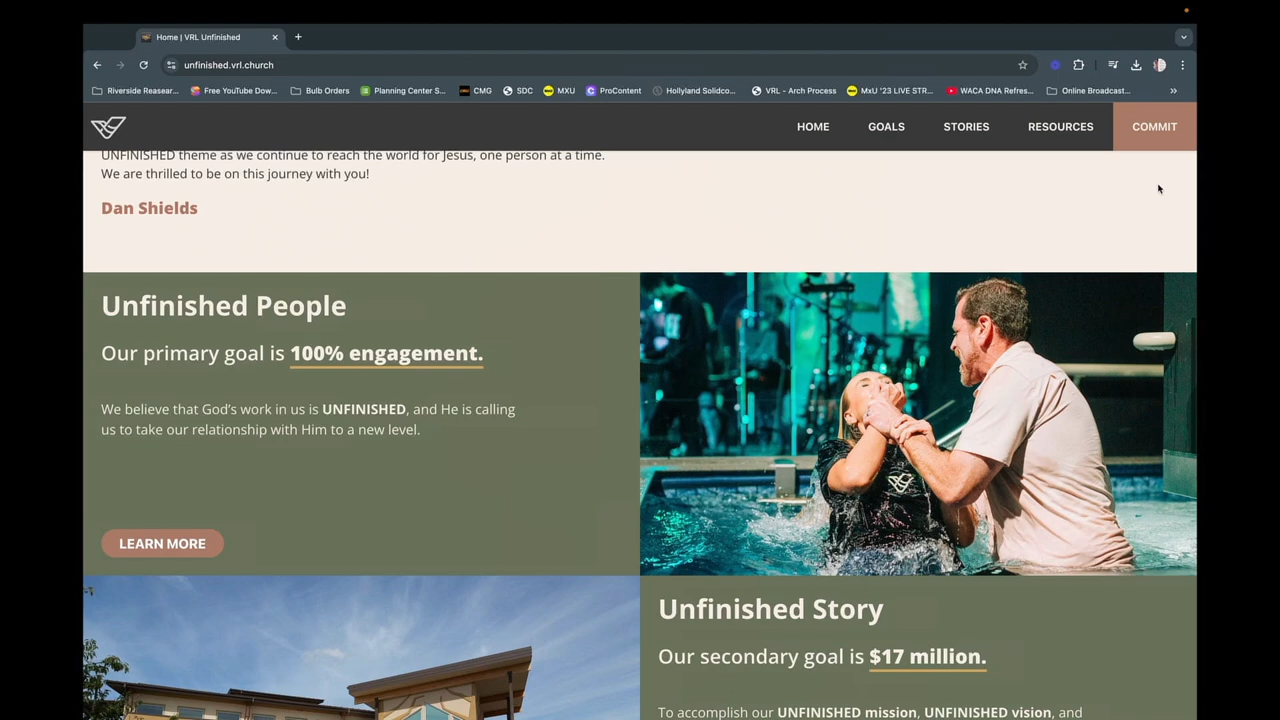 Home | VRL Unfinished
unfinished.vrl.church
Riverside Reasear...
Free YouTube Dow...
Bulb Orders
Planning Center S...
CMG
SDC
MXU
ProContent
Hollyland Solidco...
VRL - Arch Process
MxU '23 LIVE STR...
WACA DNA Refres...
Online Broadcast...
HOME
GOALS
STORIES
RESOURCES
COMMIT
UNFINISHED theme as we continue to reach the world for Jesus, one person at a time.
We are thrilled to be on this journey with you!
Dan Shields
Unfinished People
Our primary goal is 100% engagement.
We believe that God’s work in us is UNFINISHED, and He is calling
us to take our relationship with Him to a new level.
LEARN MORE
Unfinished Story
Our secondary goal is $17 million.
To accomplish our UNFINISHED mission, UNFINISHED vision, and